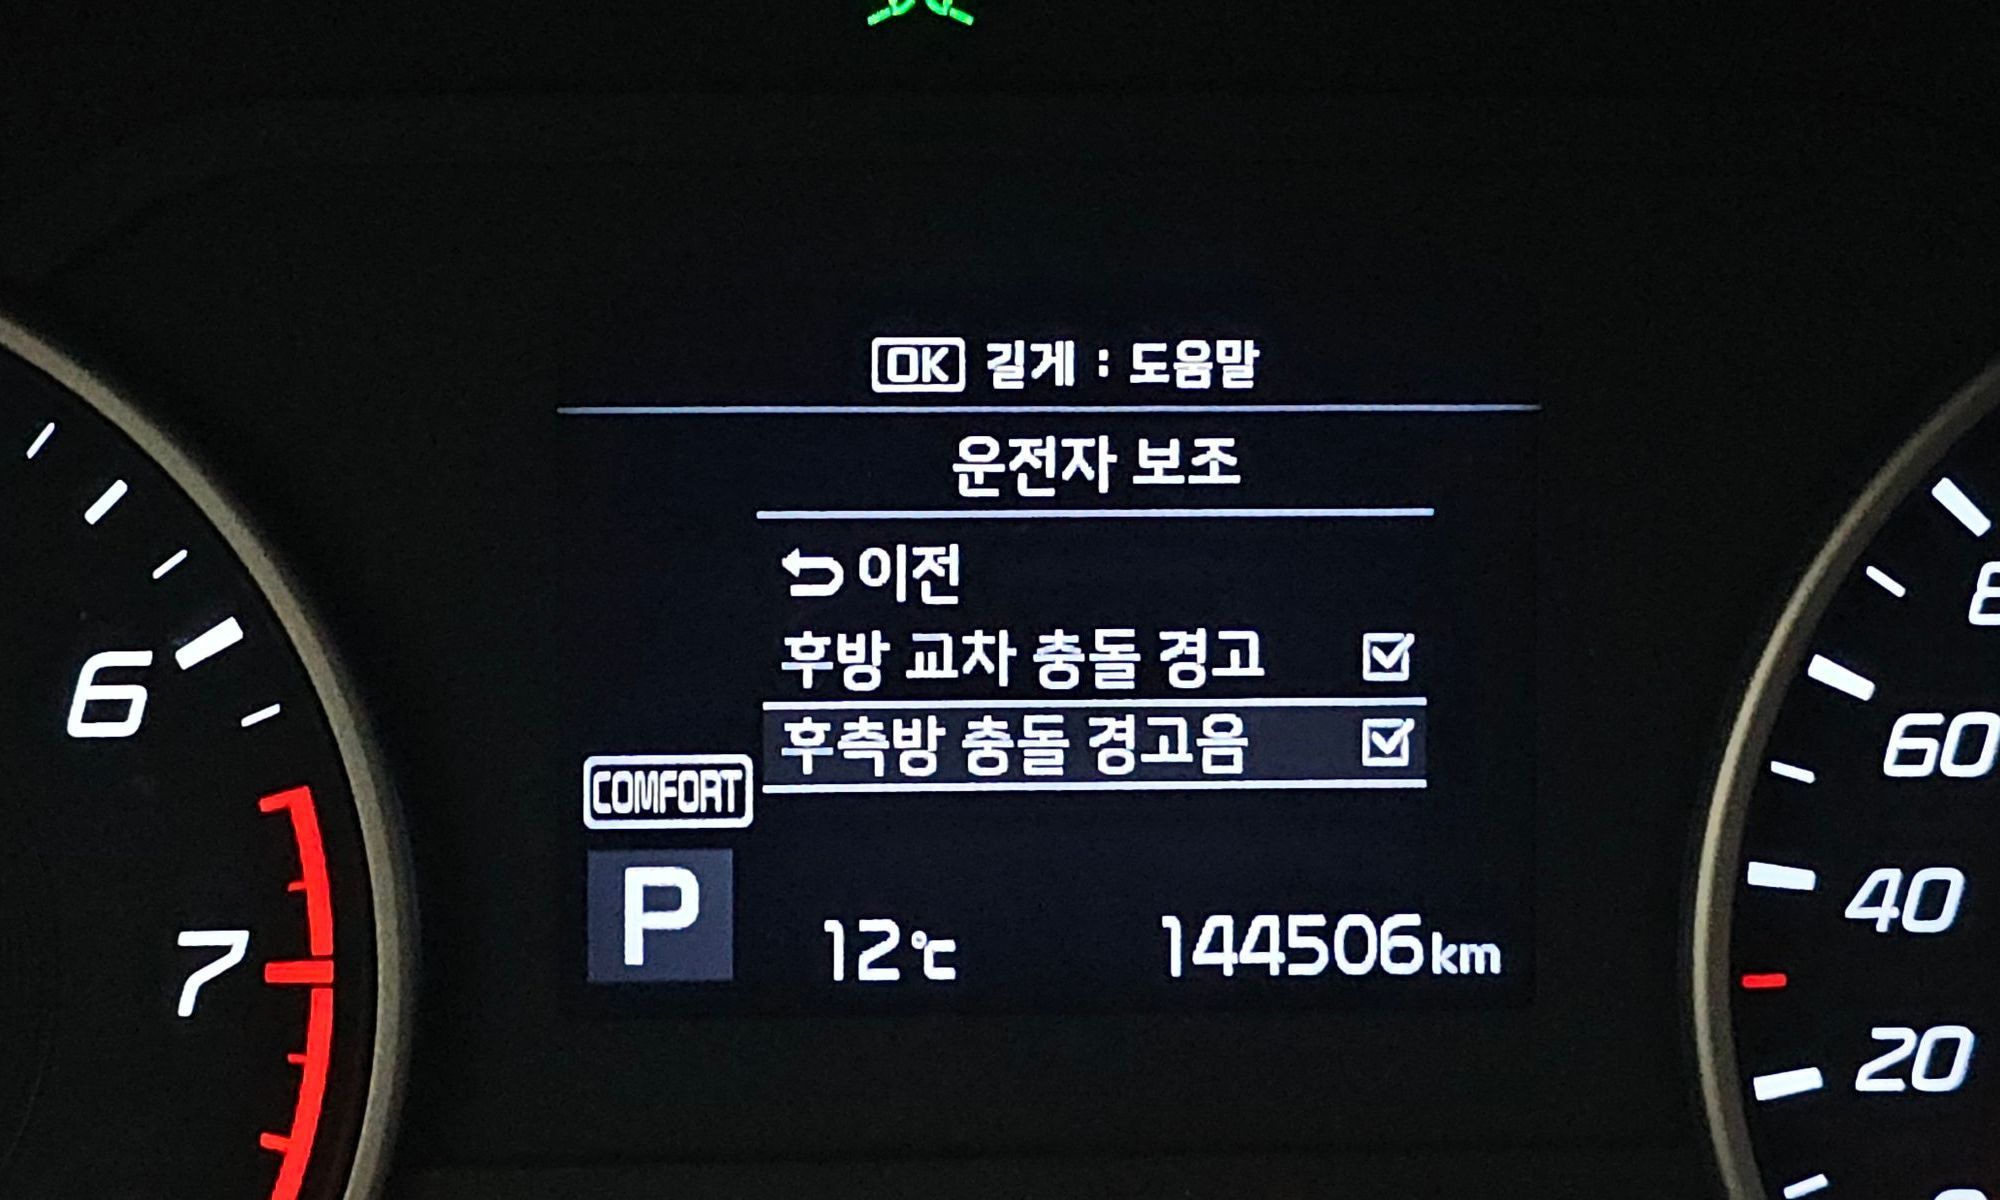 OK 길게 : 도움말
운전자 보조
이전
후방 교차 충돌 경고
후측방 충돌 경고음
COMFORT
P
12℃
144506km
6
7
60
40
20